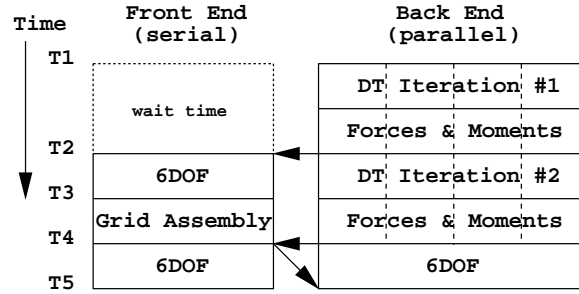 Time
Front End
(serial)
Back End
(parallel)
T1
DT Iteration #1
wait time
Forces & Moments
T2
6DOF
DT Iteration #2
T3
Grid Assembly
Forces & Moments
T4
6DOF
6DOF
T5